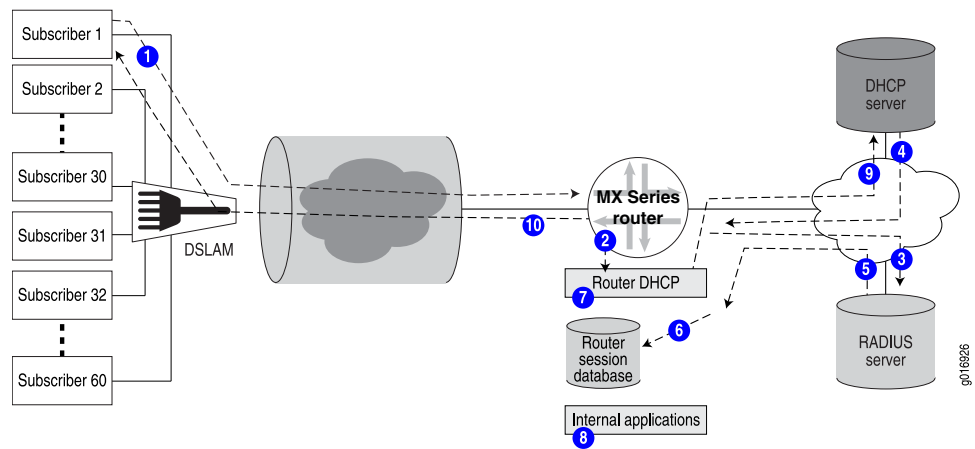 Subscriber 1
Subscriber 2
Subscriber 30
Subscriber 31
Subscriber 32
Subscriber 60
1
DSLAM
10
MX Series
router
2
Router DHCP
7
6
Router
session
database
Internal applications
8
DHCP
server
9
4
5
3
RADIUS
server
g016926